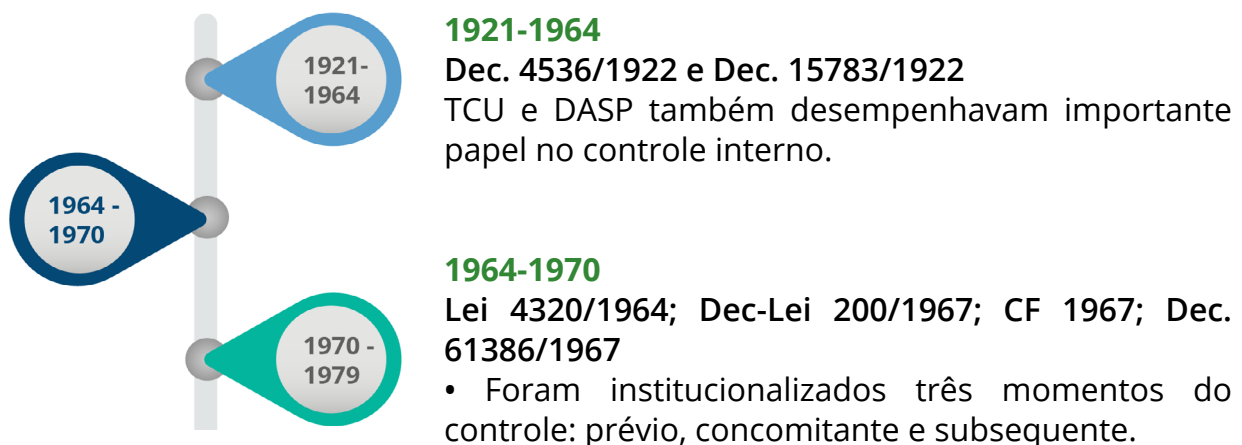 1921-
1964
1964 -
1970
1970 -
1979
1921-1964
Dec. 4536/1922 e Dec. 15783/1922
TCU e DASP também desempenhavam importante
papel no controle interno.
1964-1970
Lei 4320/1964; Dec-Lei 200/1967; CF 1967; Dec.
61386/1967
• Foram institucionalizados três momentos do
controle: prévio, concomitante e subsequente.